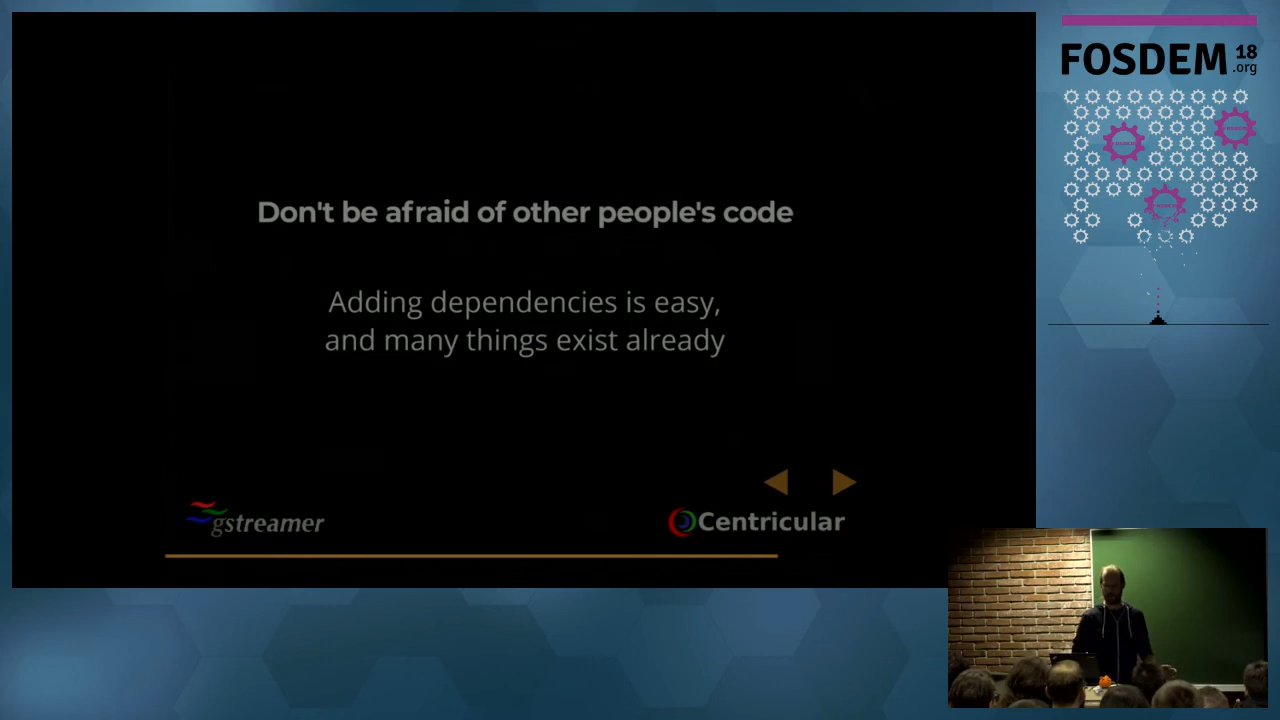 Don't be afraid of other people's code
Adding dependencies is easy,
and many things exist already
gstreamer
Centricular
FOSDEM 18
.org